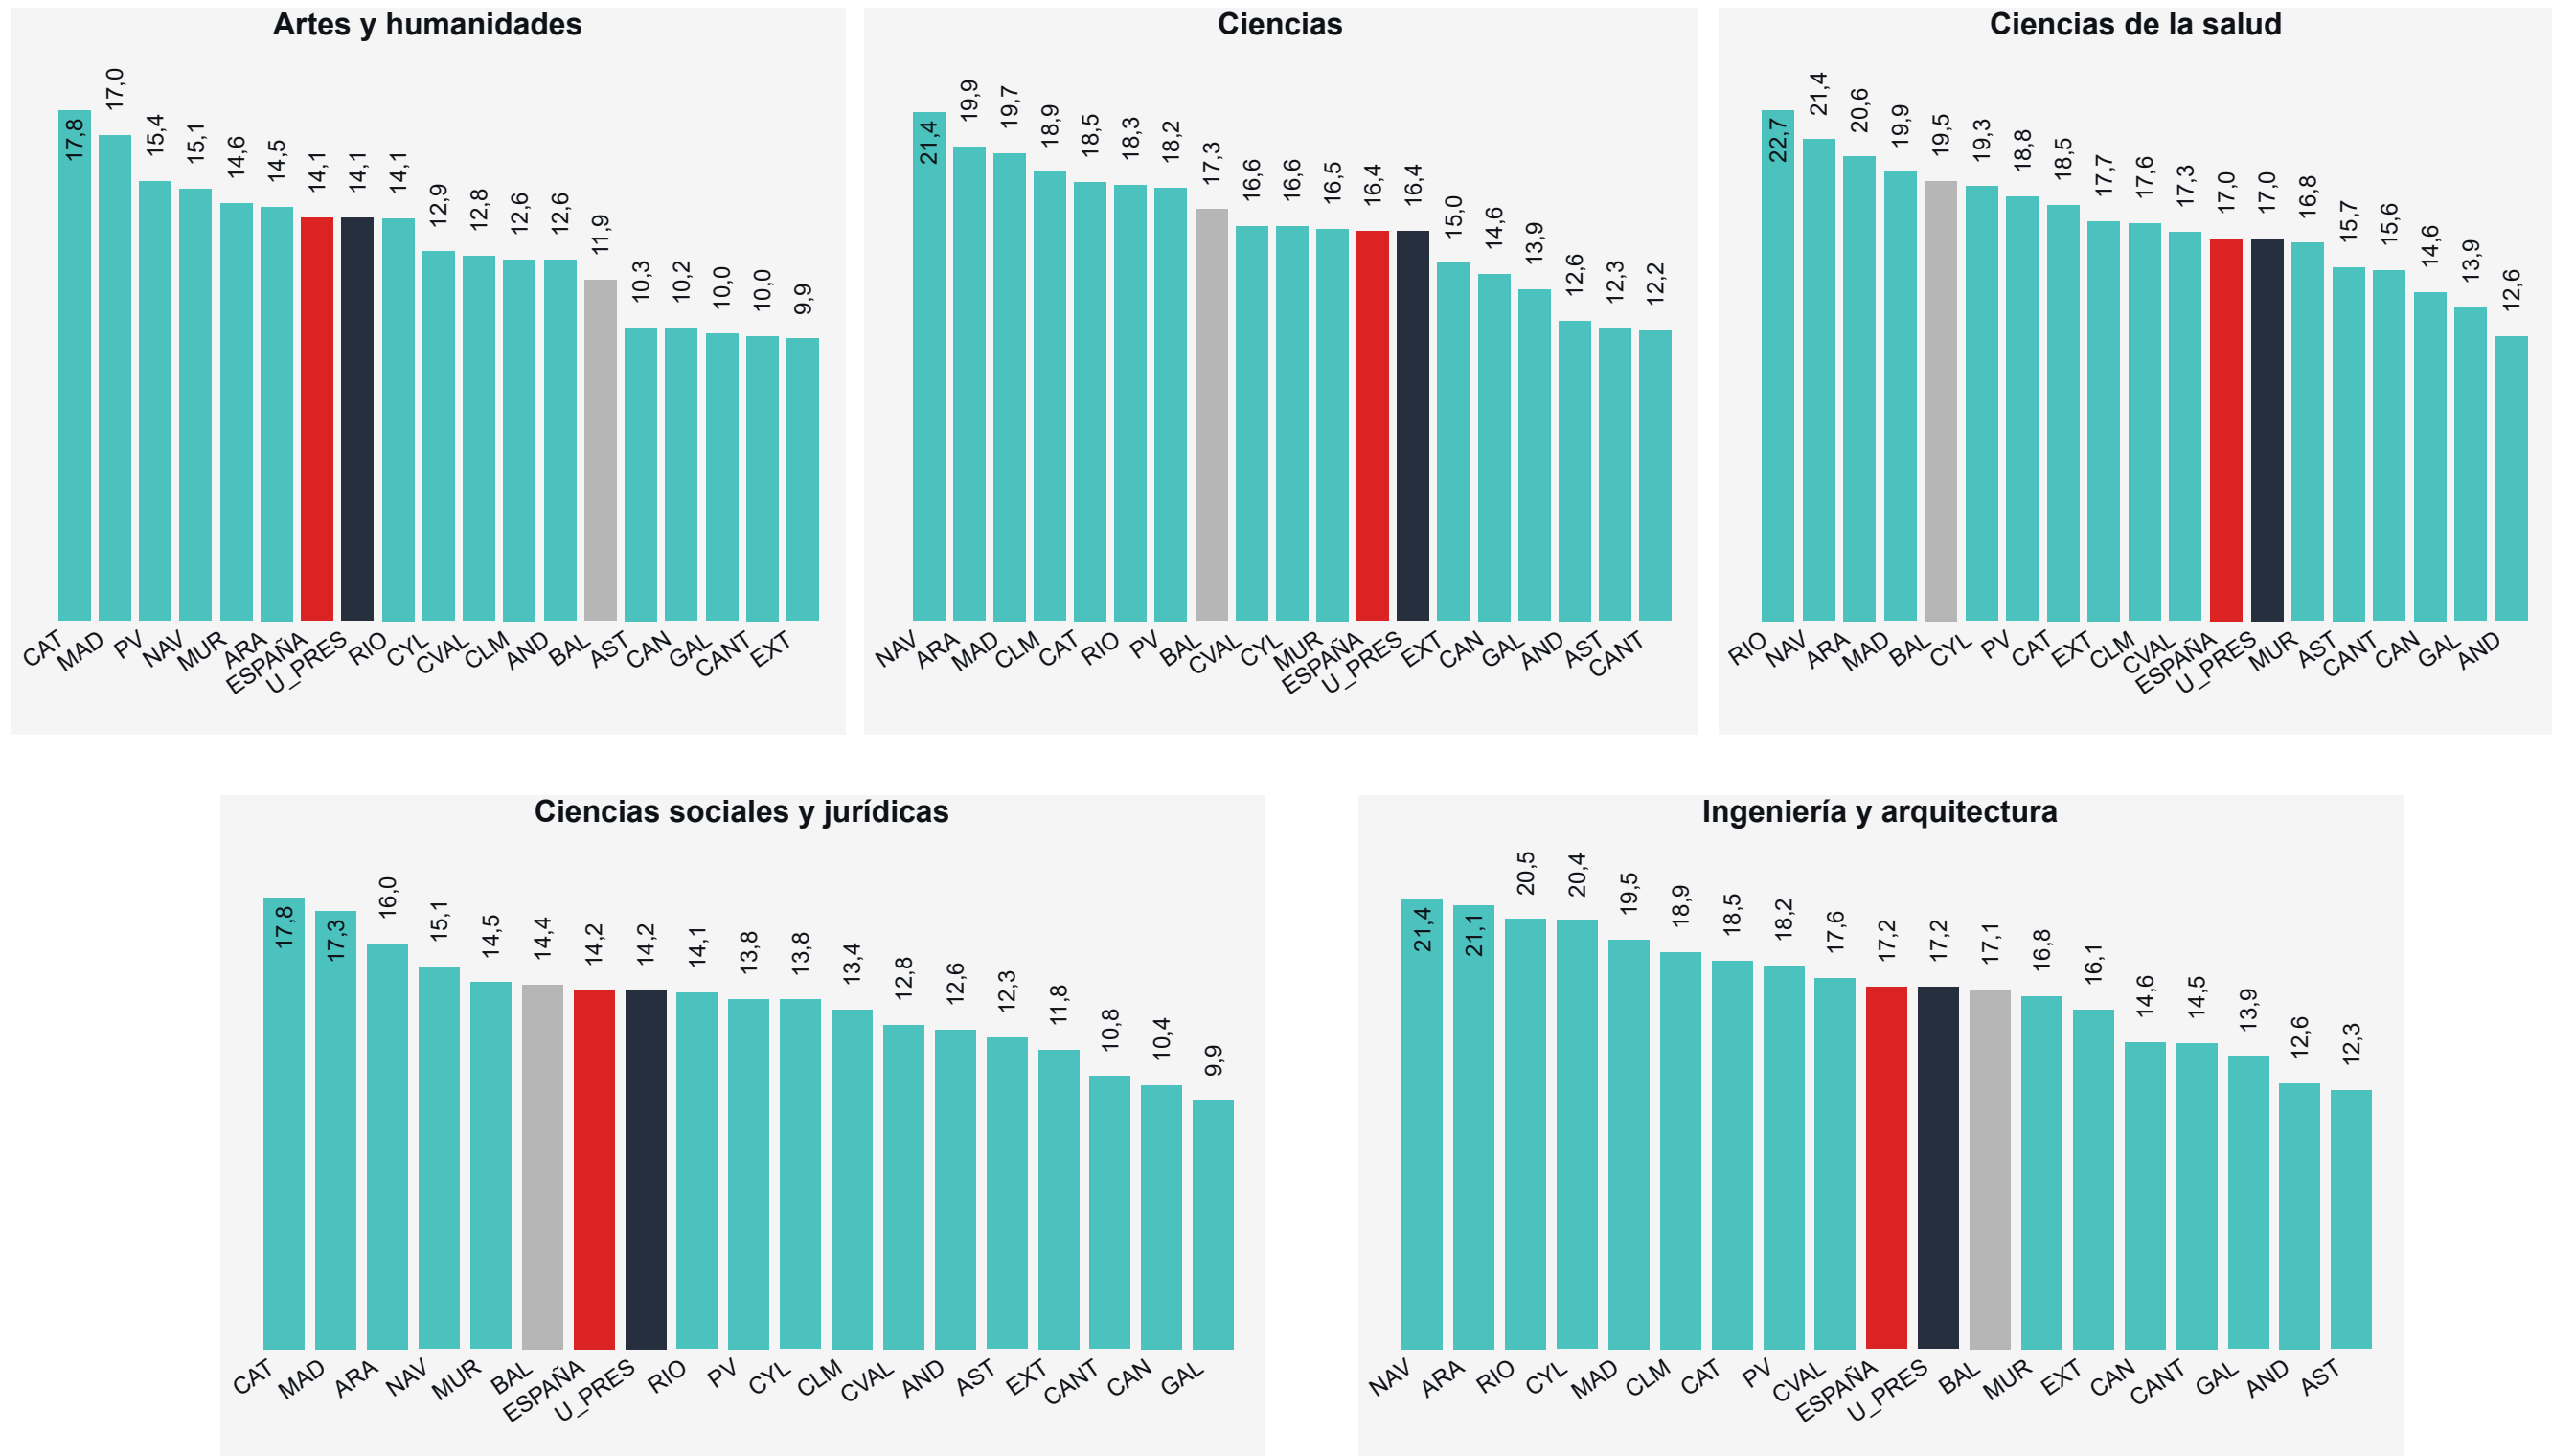 Artes y humanidades
17,8 17,0 15,4 15,1 14,6 14,5 14,1 14,1 14,1 12,9 12,8 12,6 12,6 11,9 10,3 10,2 10,0 10,0 9,9
CAT MAD PV NAV MUR ARA ESPAÑA U_PRES RIO CYL CVAL CLM AND BAL AST CAN GAL CANT EXT
Ciencias
21,4 19,9 19,7 18,9 18,5 18,3 18,2 17,3 16,6 16,6 16,5 16,4 16,4 15,0 14,6 13,9 12,6 12,3 12,2
NAV ARA MAD CLM CAT RIO PV BAL CVAL CYL MUR ESPAÑA U_PRES EXT CAN GAL AND AST CANT
Ciencias de la salud
22,7 21,4 20,6 19,9 19,5 19,3 18,8 18,5 17,7 17,6 17,3 17,0 17,0 16,8 15,7 15,6 14,6 13,9 12,6
RIO NAV ARA MAD BAL CYL PV CAT EXT CLM CVAL ESPAÑA U_PRES MUR AST CANT CAN GAL AND
Ciencias sociales y jurídicas
17,8 17,3 16,0 15,1 14,5 14,4 14,2 14,2 14,1 13,8 13,8 13,4 12,8 12,6 12,3 11,8 10,8 10,4 9,9
CAT MAD ARA NAV MUR BAL ESPAÑA U_PRES RIO PV CYL CLM CVAL AND AST EXT CANT CAN GAL
Ingeniería y arquitectura
21,4 21,1 20,5 20,4 19,5 18,9 18,5 18,2 17,6 17,2 17,2 17,1 16,8 16,1 14,6 14,5 13,9 12,6 12,3
NAV ARA RIO CYL MAD CLM CAT PV CVAL ESPAÑA U_PRES BAL MUR EXT CAN CANT GAL AND AST